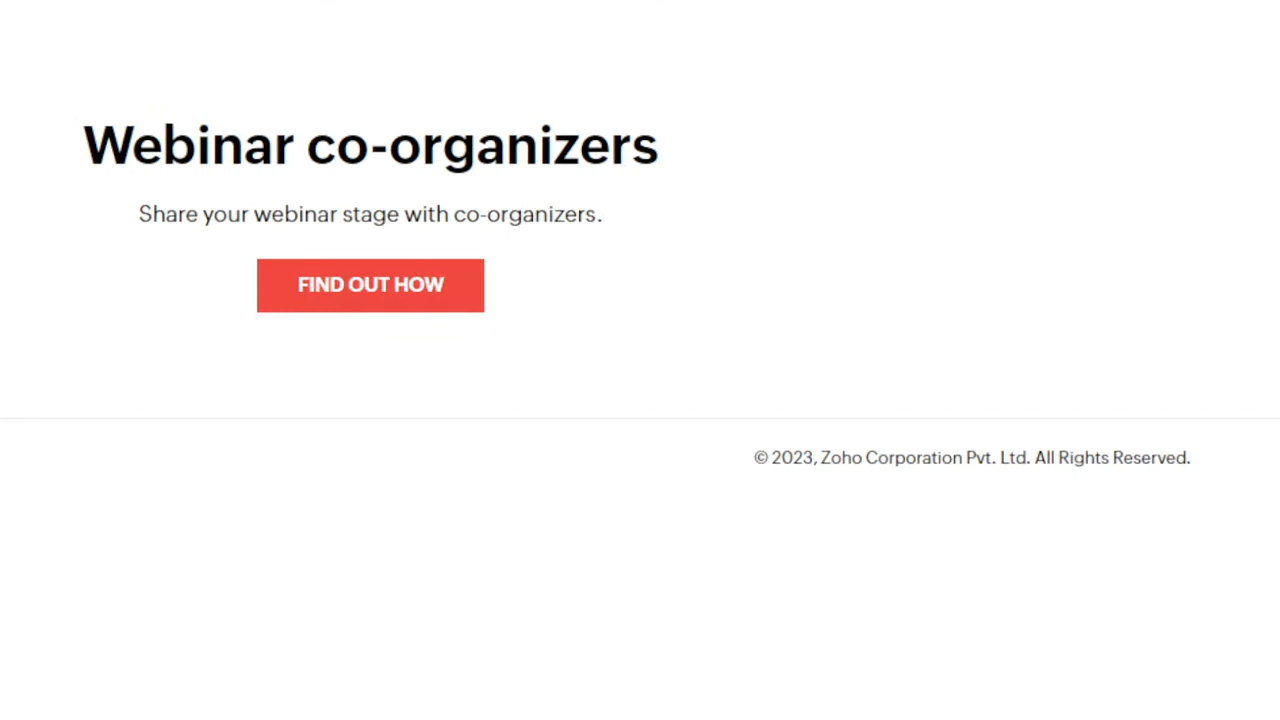 Webinar co-organizers
Share your webinar stage with co-organizers.
FIND OUT HOW
© 2023, Zoho Corporation Pvt. Ltd. All Rights Reserved.